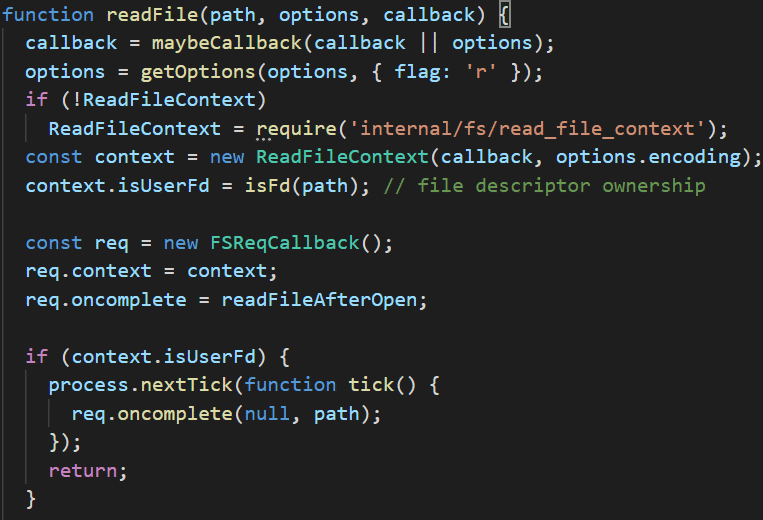 function readFile(path, options, callback) {
  callback = maybeCallback(callback || options);
  options = getOptions(options, { flag: 'r' });
  if (!ReadFileContext)
    ReadFileContext = require('internal/fs/read_file_context');
  const context = new ReadFileContext(callback, options.encoding);
  context.isUserFd = isFd(path); // file descriptor ownership

  const req = new FSReqCallback();
  req.context = context;
  req.oncomplete = readFileAfterOpen;

  if (context.isUserFd) {
    process.nextTick(function tick() {
      req.oncomplete(null, path);
    });
    return;
  }